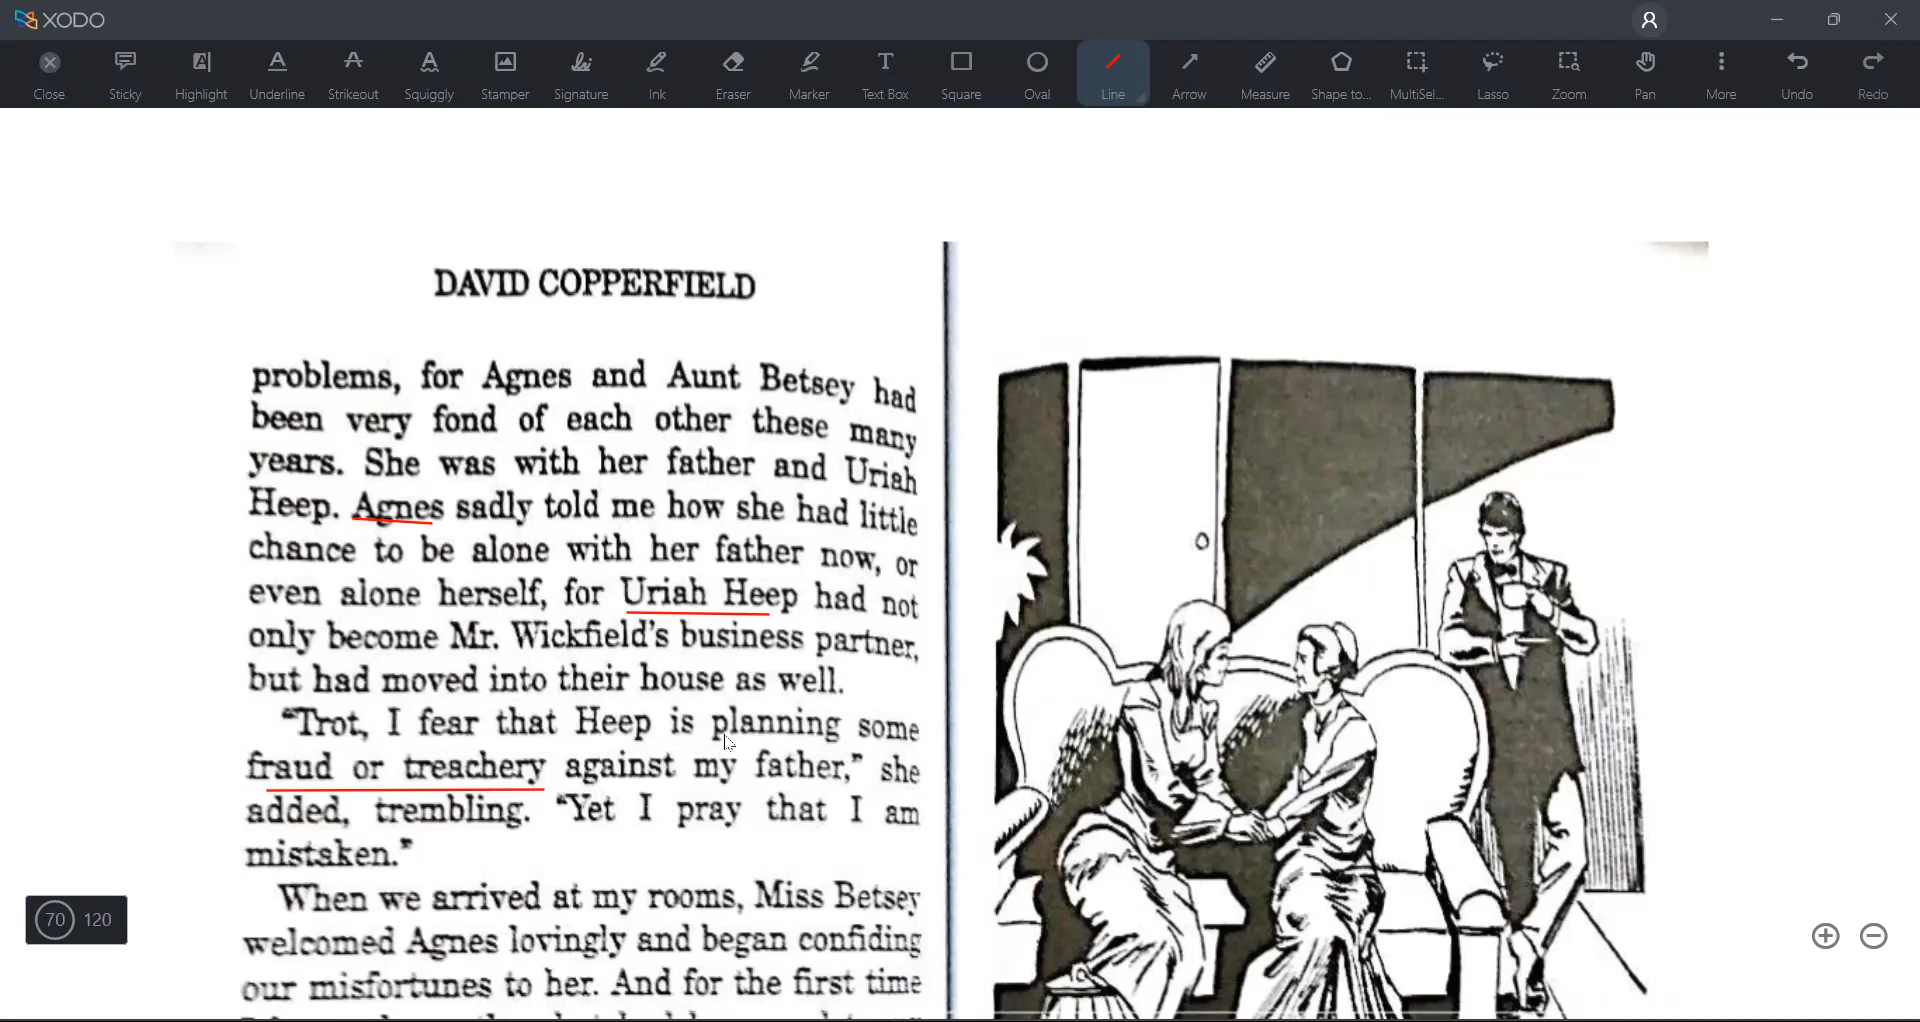 XODO
Close
Sticky
Highlight
Underline
Strikeout
Squiggly
Stamper
Signature
Ink
Eraser
Marker
Text Box
Square
Oval
Line
Arrow
Measure
Shape to...
MultiSel...
Lasso
Zoom
Pan
More
Undo
Redo
DAVID COPPERFIELD
problems, for Agnes and Aunt Betsey had
been very fond of each other these many
years. She was with her father and Uriah
Heep. Agnes sadly told me how she had little
chance to be alone with her father now, or
even alone herself, for Uriah Heep had not
only become Mr. Wickfield's business partner,
but had moved into their house as well.
"Trot, I fear that Heep is planning some
fraud or treachery against my father," she
added, trembling. "Yet I pray that I am
mistaken."
When we arrived at my rooms, Miss Betsey
welcomed Agnes lovingly and began confiding
our misfortunes to her. And for the first time
70 120